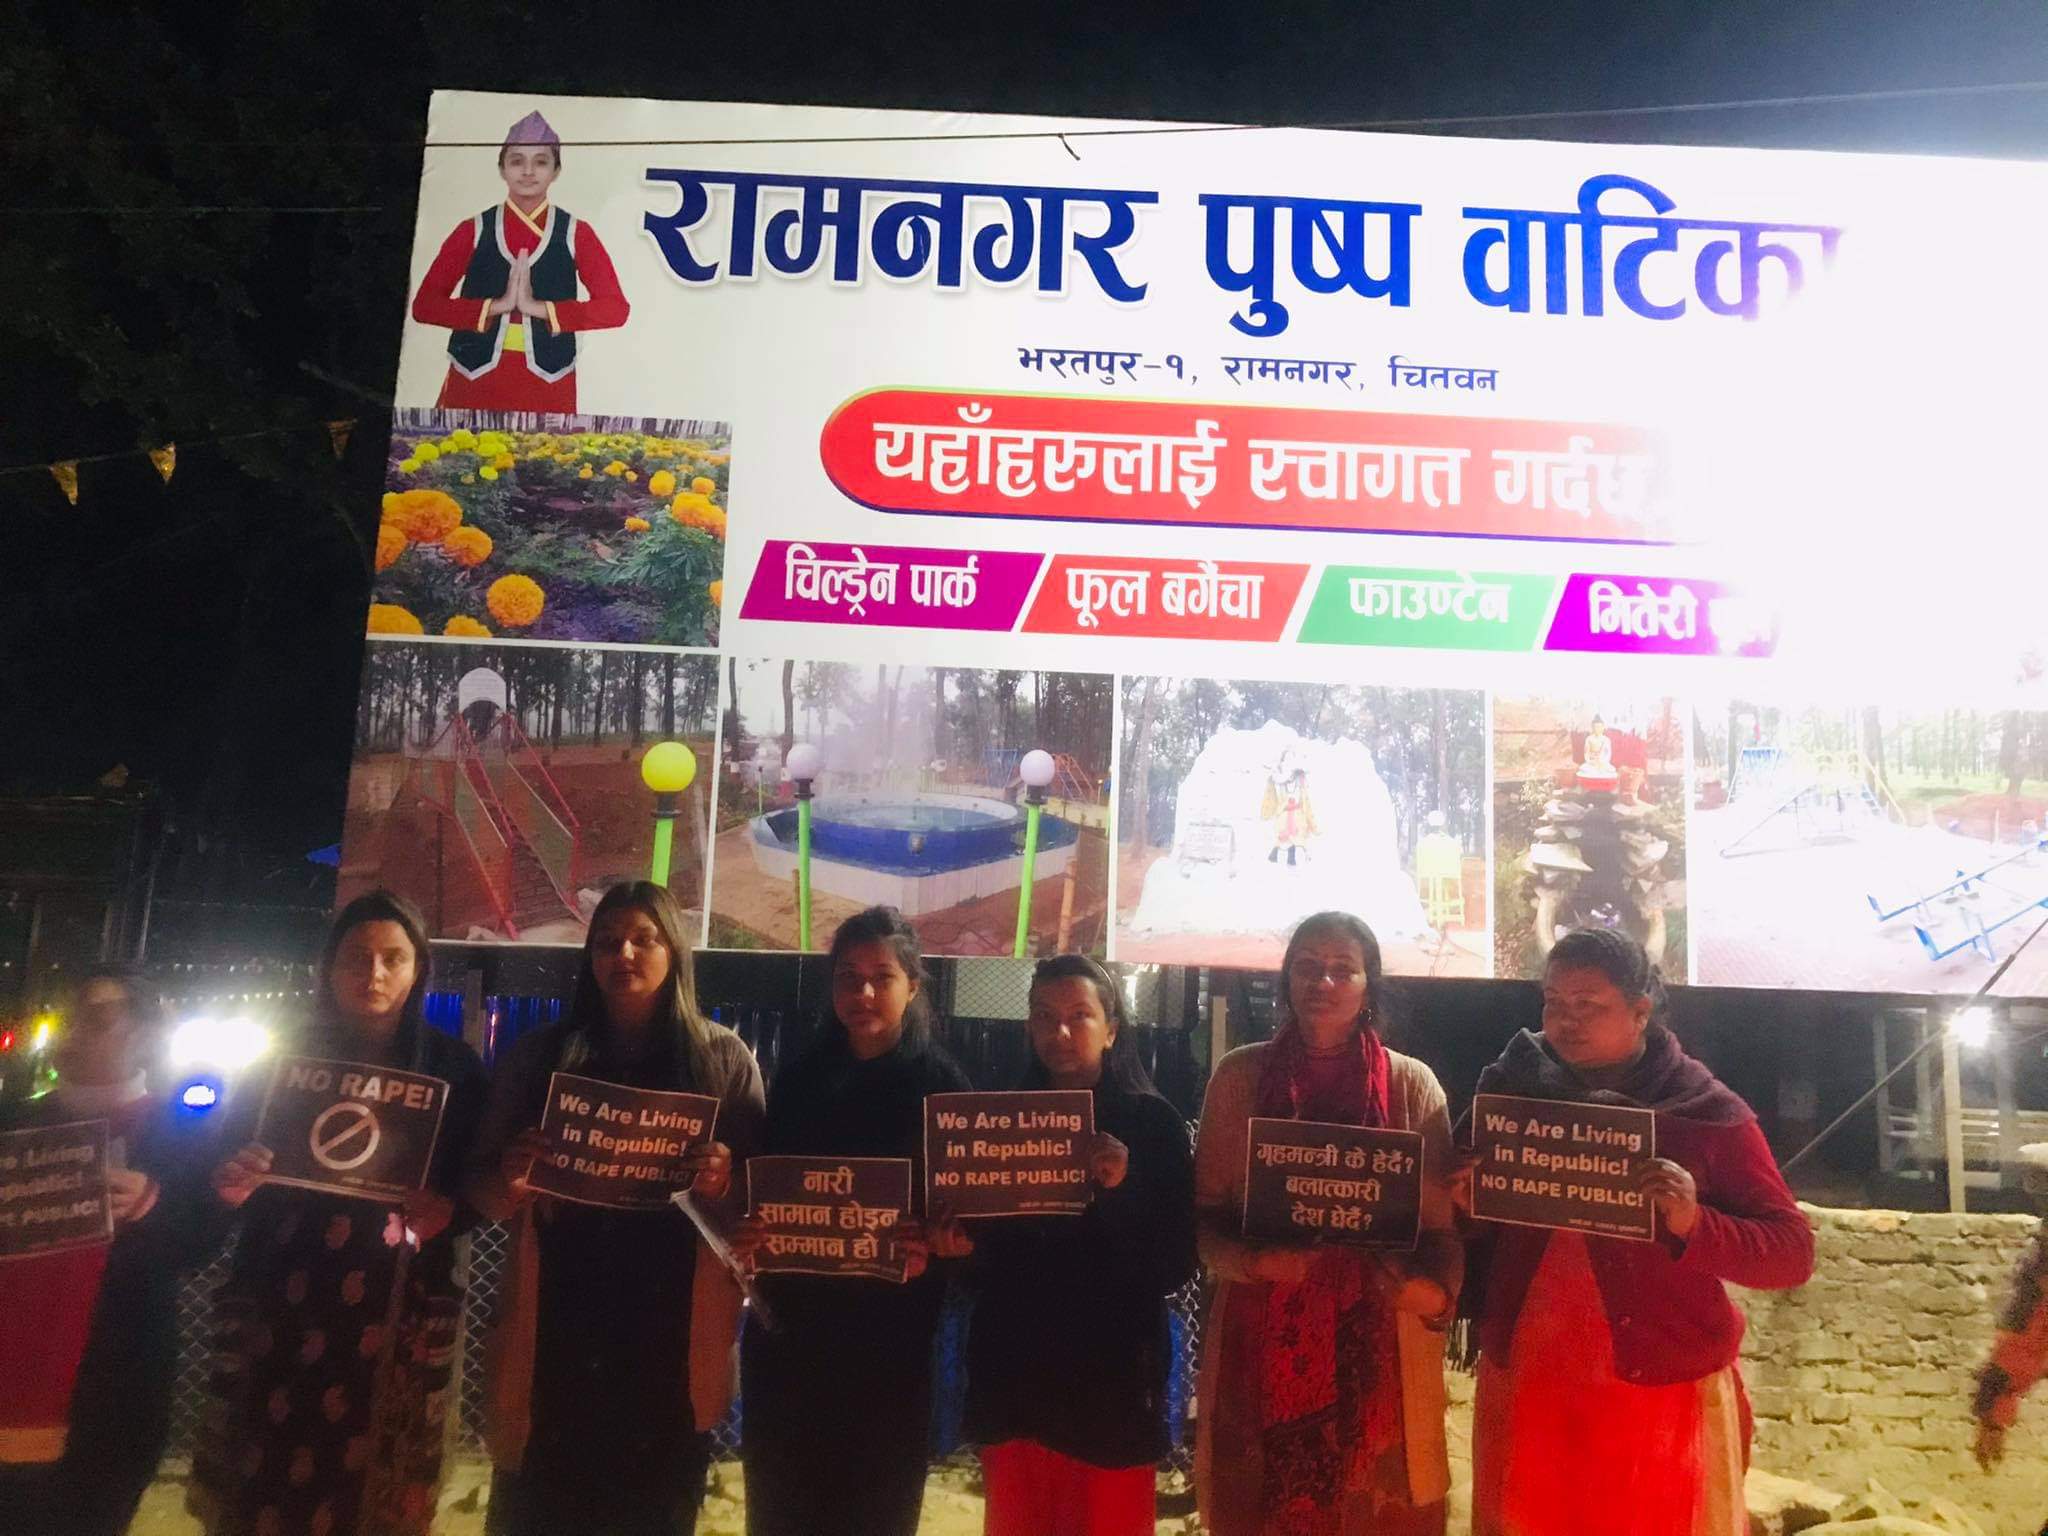 रामनगर पुष्प वाटिका
भरतपुर-१, रामनगर, चितवन
यहाँहरुलाई स्वागत गर्दछ
चिल्ड्रेन पार्क
फूल बगैचा
फाउण्टेन
मितेरी
Living
NO RAPE!
We Are Living
in Republic!
NO RAPE PUBLIC!
नारी
सामान होइन
सम्मान हो ।
We Are Living
in Republic!
NO RAPE PUBLIC!
गृहमन्त्री के हेर्दै?
बलात्कारी
देश छेर्दै?
We Are Living
in Republic!
NO RAPE PUBLIC!